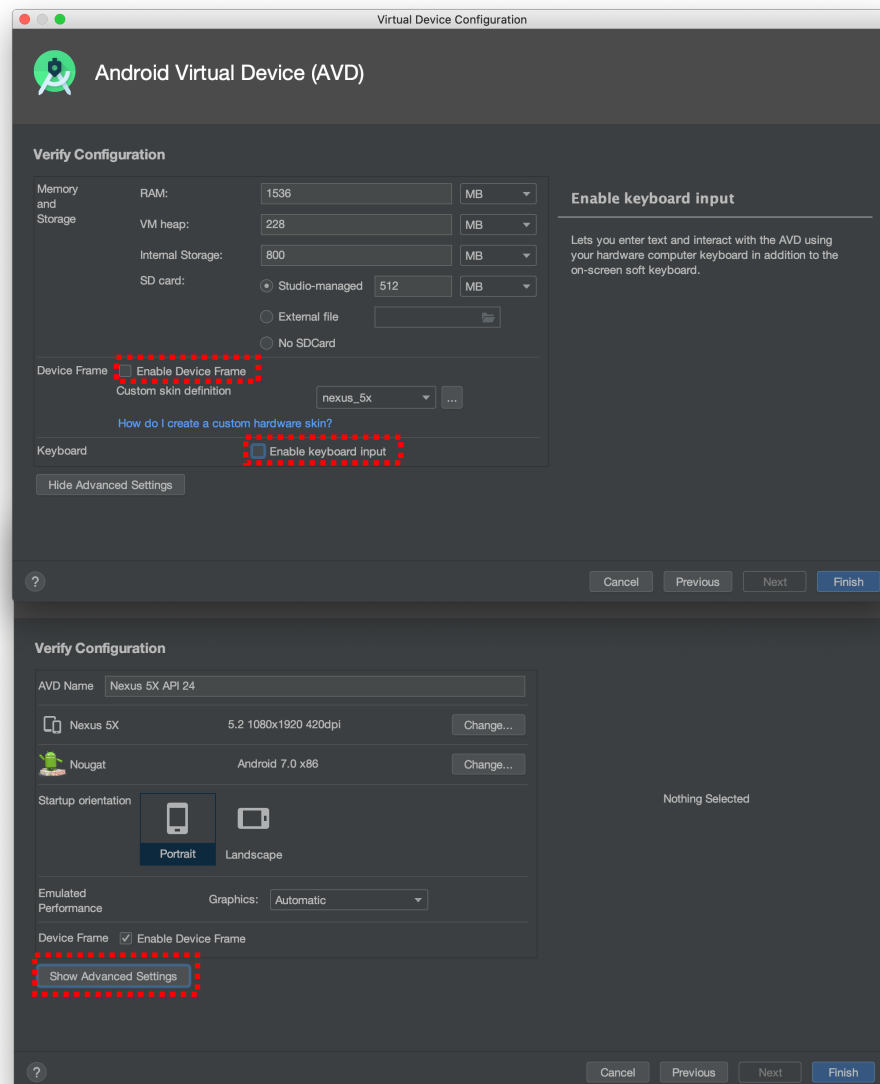 Virtual Device Configuration
Android Virtual Device (AVD)
Verify Configuration
Memory
and
Storage
RAM:
1536
MB
VM heap:
228
MB
Internal Storage:
800
MB
SD card:
Studio-managed
512
MB
External file
No SDCard
Device Frame
Enable Device Frame
Custom skin definition
nexus_5x
...
How do I create a custom hardware skin?
Keyboard
Enable keyboard input
Hide Advanced Settings
Enable keyboard input
Lets you enter text and interact with the AVD using
your hardware computer keyboard in addition to the
on-screen soft keyboard.
?
Cancel
Previous
Next
Finish
Verify Configuration
AVD Name
Nexus 5X API 24
Nexus 5X
5.2 1080x1920 420dpi
Change...
Nougat
Android 7.0 x86
Change...
Startup orientation
Portrait
Landscape
Emulated
Performance
Graphics:
Automatic
Device Frame
Enable Device Frame
Show Advanced Settings
Nothing Selected
?
Cancel
Previous
Next
Finish